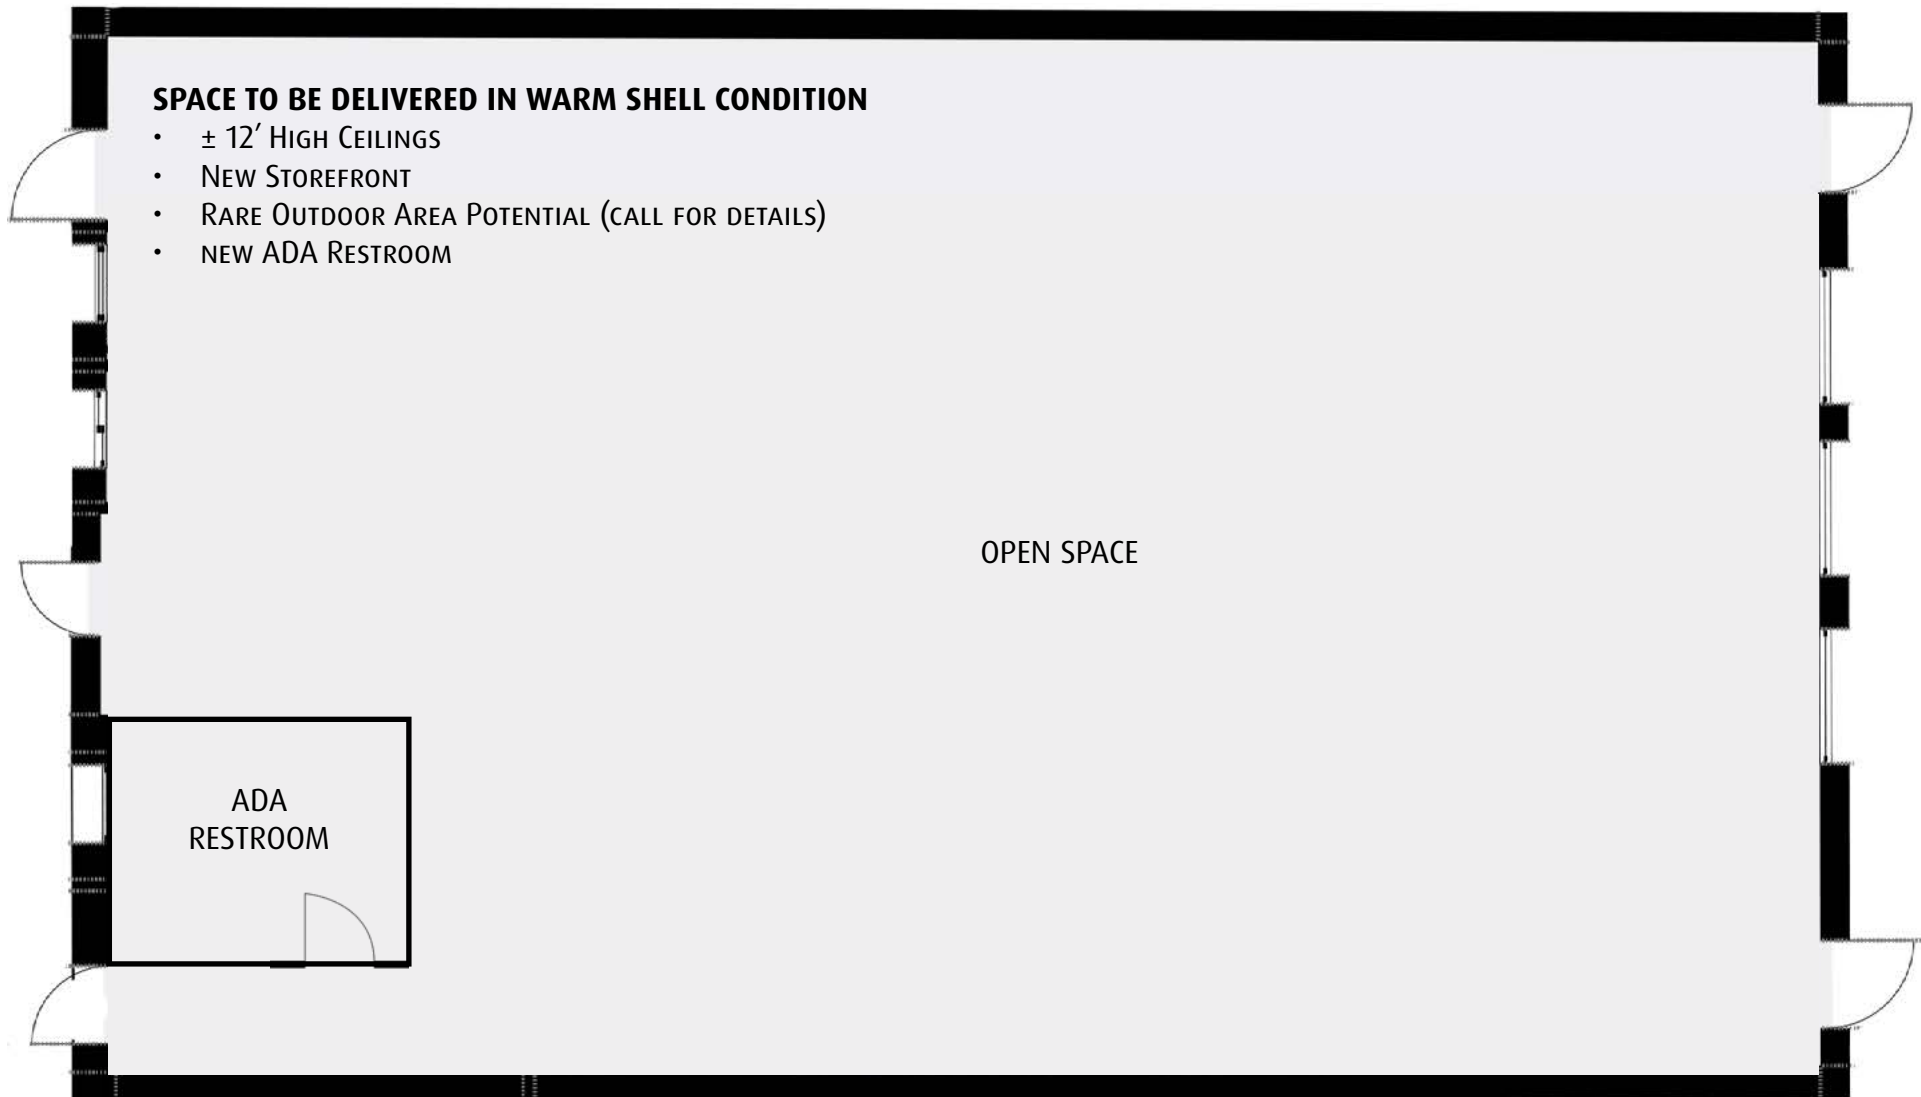 SPACE TO BE DELIVERED IN WARM SHELL CONDITION
• ± 12′ High Ceilings
• New Storefront
• Rare Outdoor Area Potential (call for details)
• new ADA Restroom
OPEN SPACE
ADA
RESTROOM